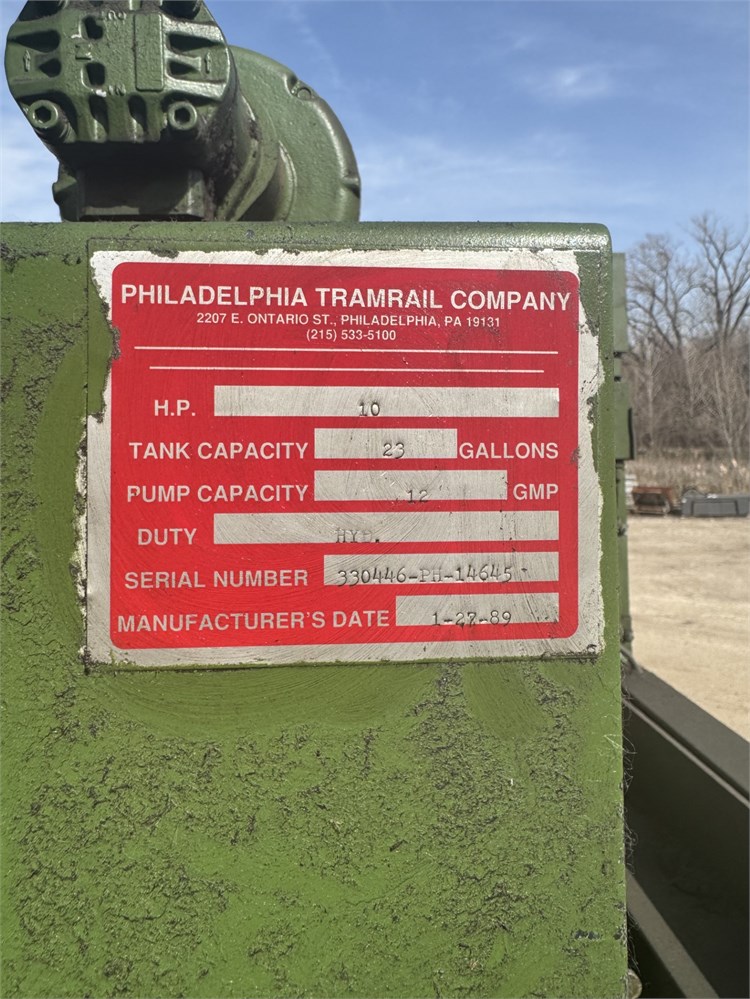 PHILADELPHIA TRAMRAIL COMPANY
2207 E. ONTARIO ST., PHILADELPHIA, PA 19131
(215) 533-5100
H.P. 10
TANK CAPACITY 23 GALLONS
PUMP CAPACITY 12 GMP
DUTY HYD.
SERIAL NUMBER 330446-PH-14645
MANUFACTURER'S DATE 1-27-89